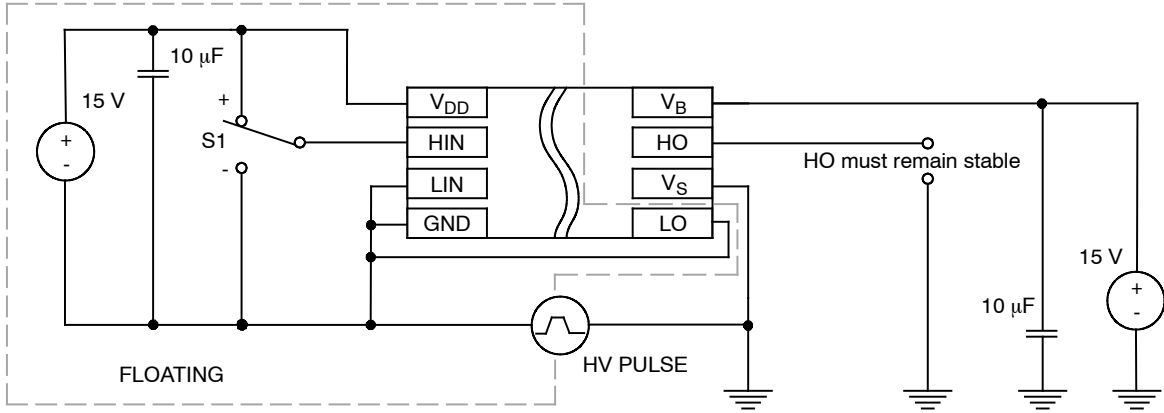 10 μF
15 V
+
-
+
S1
-
V_DD
HIN
LIN
GND
V_B
HO
V_S
LO
HO must remain stable
15 V
+
-
10 μF
HV PULSE
FLOATING